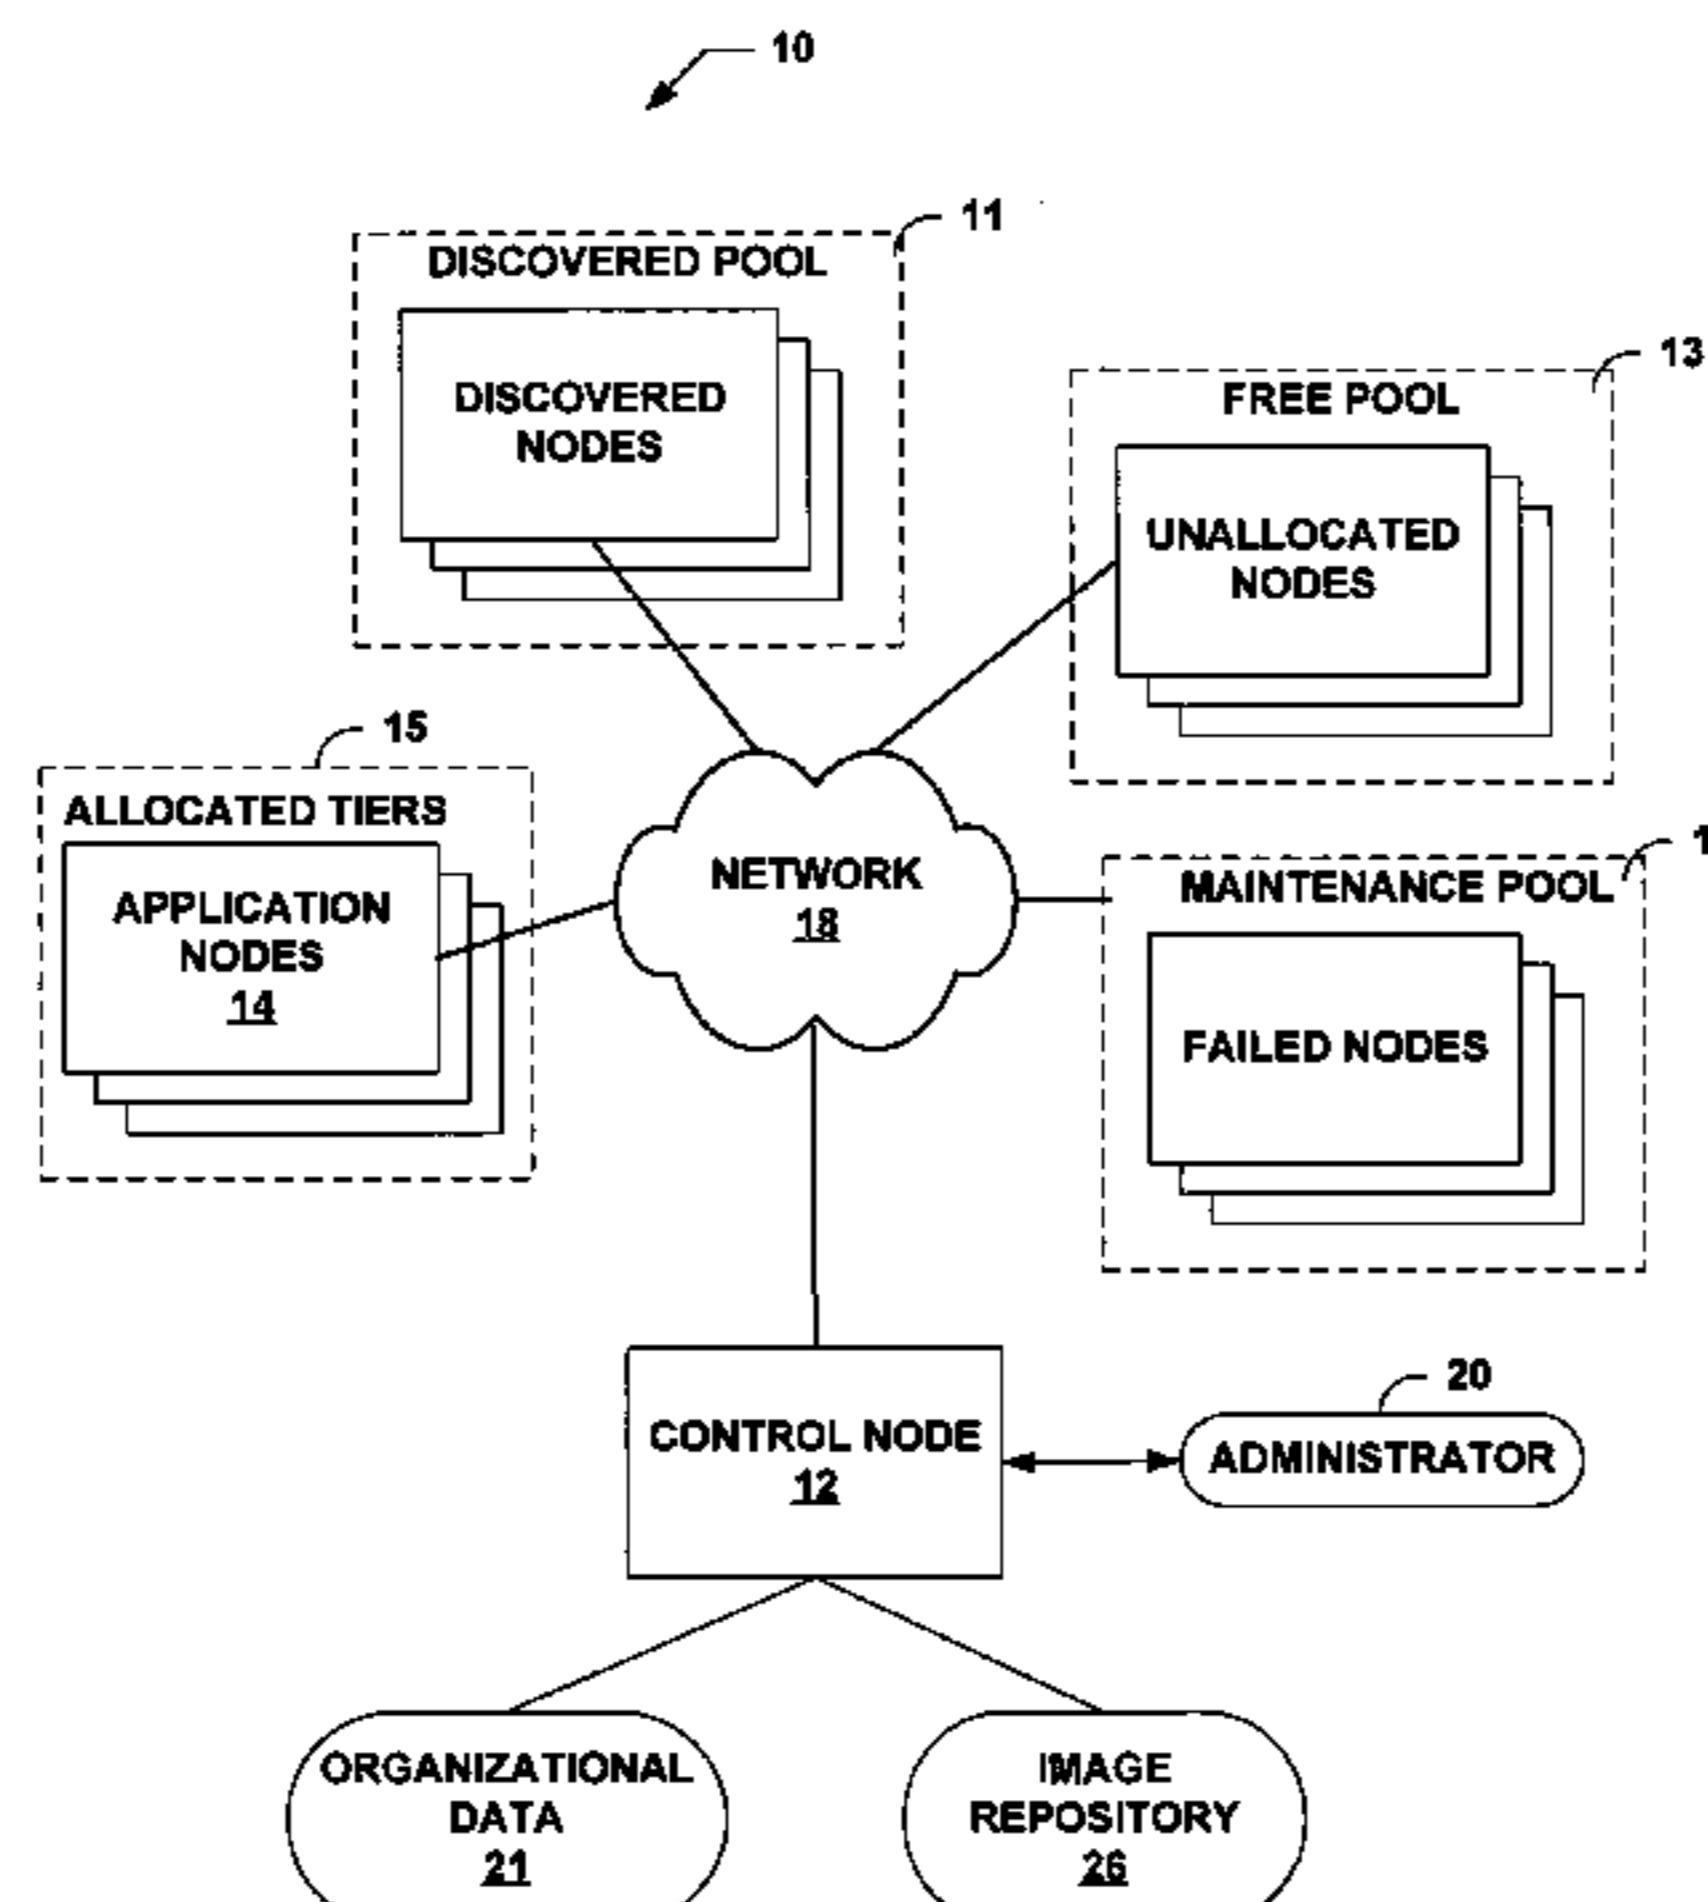 10
11
DISCOVERED POOL
DISCOVERED
NODES
13
FREE POOL
UNALLOCATED
NODES
15
ALLOCATED TIERS
APPLICATION
NODES
14
NETWORK
18
MAINTENANCE POOL
FAILED NODES
CONTROL NODE
12
20
ADMINISTRATOR
ORGANIZATIONAL
DATA
21
IMAGE
REPOSITORY
26